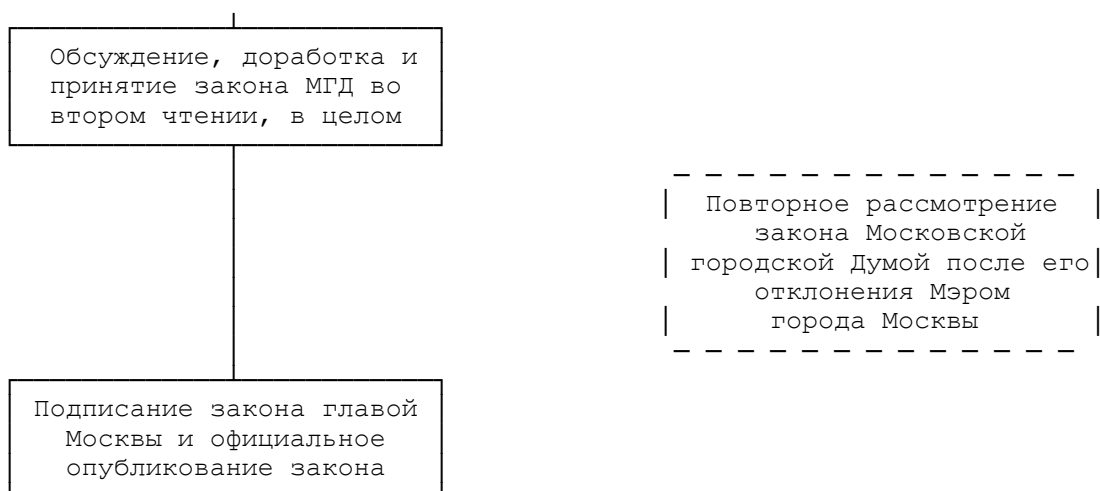 Обсуждение, доработка и
принятие закона МГД во
втором чтении, в целом
Повторное рассмотрение
закона Московской
городской Думой после его
отклонения Мэром
города Москвы
Подписание закона главой
Москвы и официальное
опубликование закона